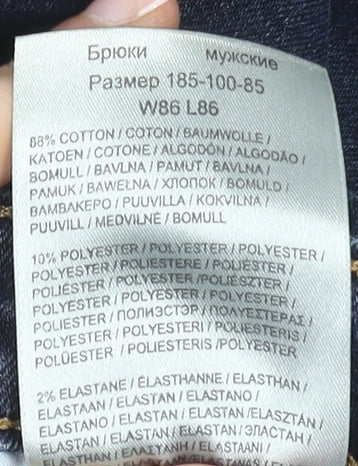 Брюки мужские
Размер 185-100-85
W86 L86
88% COTTON / COTON / BAUMWOLLE /
KATOEN / COTONE / ALGODÓN / ALGODÃO /
BOMULL / BAVLNA / PAMUT / BAVLNA /
PAMUK / BAWEŁNA / ХЛОПОК / BOMULD /
ΒΑΜΒΑΚΕΡΟ / PUUVILLA / KOKVILNA /
PUUVILL / MEDVILNĖ / BOMULL
10% POLYESTER / POLYESTER / POLYESTER /
POLYESTER / POLIESTERE / POLIÉSTER /
POLIÉSTER / POLYESTER /POLIÉSZTER /
POLYESTER / POLYESTER / POLYESTER /
POLIESTER / ПОЛИЭСТЭР / ΠΟΛΥΕΣΤΕΡΑΣ /
POLYESTER / POLYESTERI / POLIESTERIS /
POLÜESTER / POLIESTERIS /POLYESTER
2% ELASTANE / ÉLASTHANNE / ELASTHAN /
ELASTAAN / ELASTAN / ELASTANO /
ELASTANO / ELASTAN / ELASTAN /ELASZTÁN /
ELASTAN / ELASTAN / ELASTAN / ЭЛАСТАН /
ELASTHAN / ΕΛΑΣΤΑΝΗ / ELASTAANI /